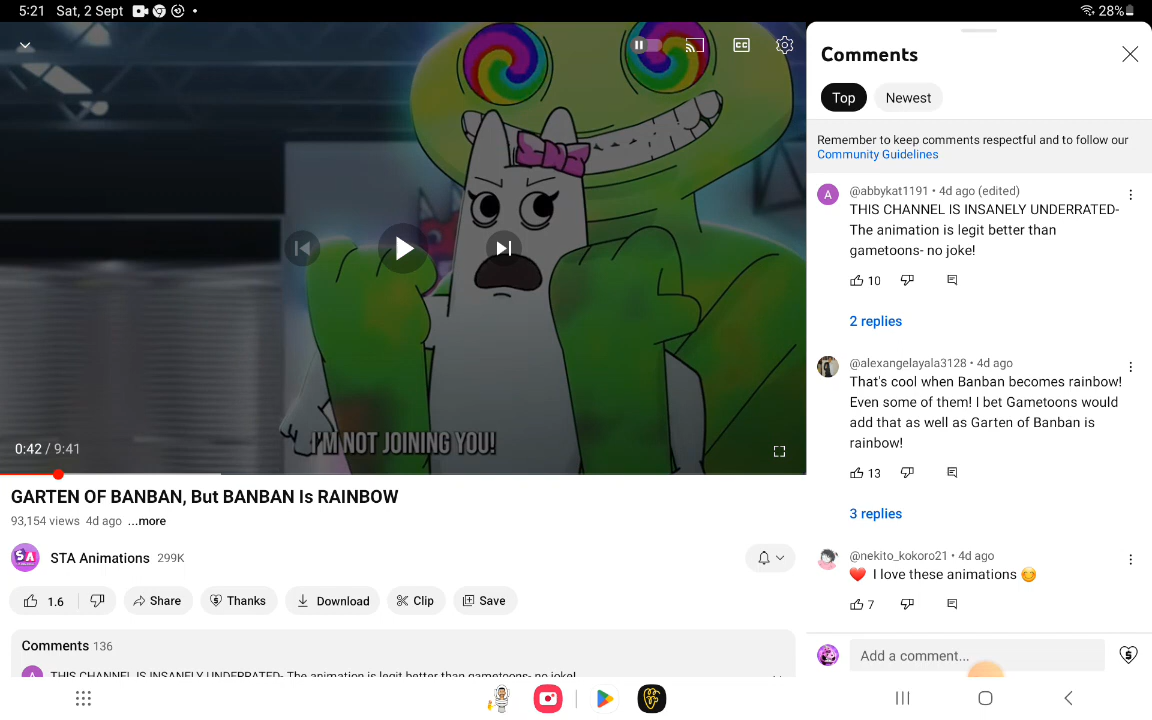 5:21 Sat, 2 Sept
28%
CC
I'M NOT JOINING YOU!
0:42 / 9:41
GARTEN OF BANBAN, But BANBAN Is RAINBOW
93,154 views 4d ago ...more
SA
STA Animations 299K
1.6
Share
Thanks
Download
Clip
Save
Comments 136
A THIS CHANNEL IS INSANELY UNDERRATED- The animation is legit better than gametoons- no joke!
Comments
Top
Newest
Remember to keep comments respectful and to follow our
Community Guidelines
A
@abbykat1191 • 4d ago (edited)
THIS CHANNEL IS INSANELY UNDERRATED-
The animation is legit better than
gametoons- no joke!
10
2 replies
@alexangelayala3128 • 4d ago
That's cool when Banban becomes rainbow!
Even some of them! I bet Gametoons would
add that as well as Garten of Banban is
rainbow!
13
3 replies
@nekito_kokoro21 • 4d ago
❤️ I love these animations 😊
7
Add a comment...